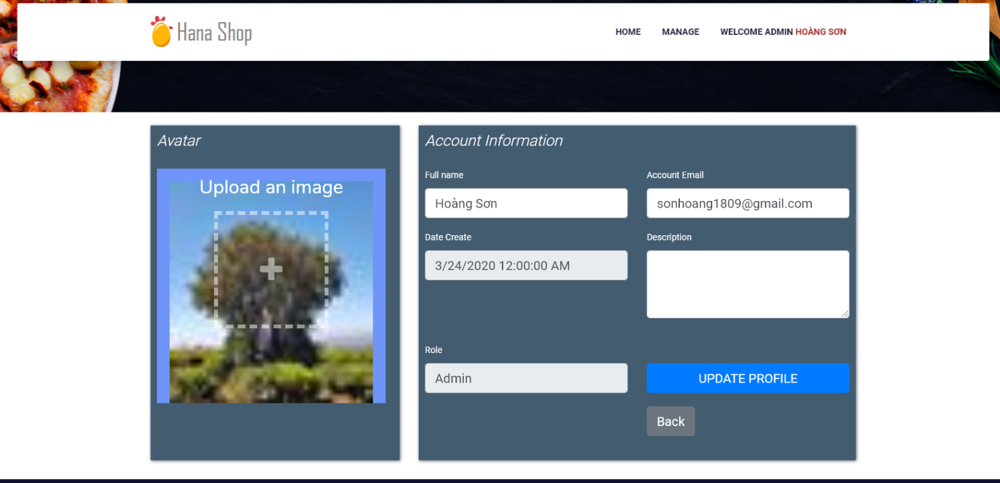 Hana Shop
HOME MANAGE WELCOME ADMIN HOÀNG SƠN
Avatar
Upload an image
Account Information
Full name
Account Email
Hoàng Sơn
sonhoang1809@gmail.com
Date Create
Description
3/24/2020 12:00:00 AM
Role
Admin
UPDATE PROFILE
Back